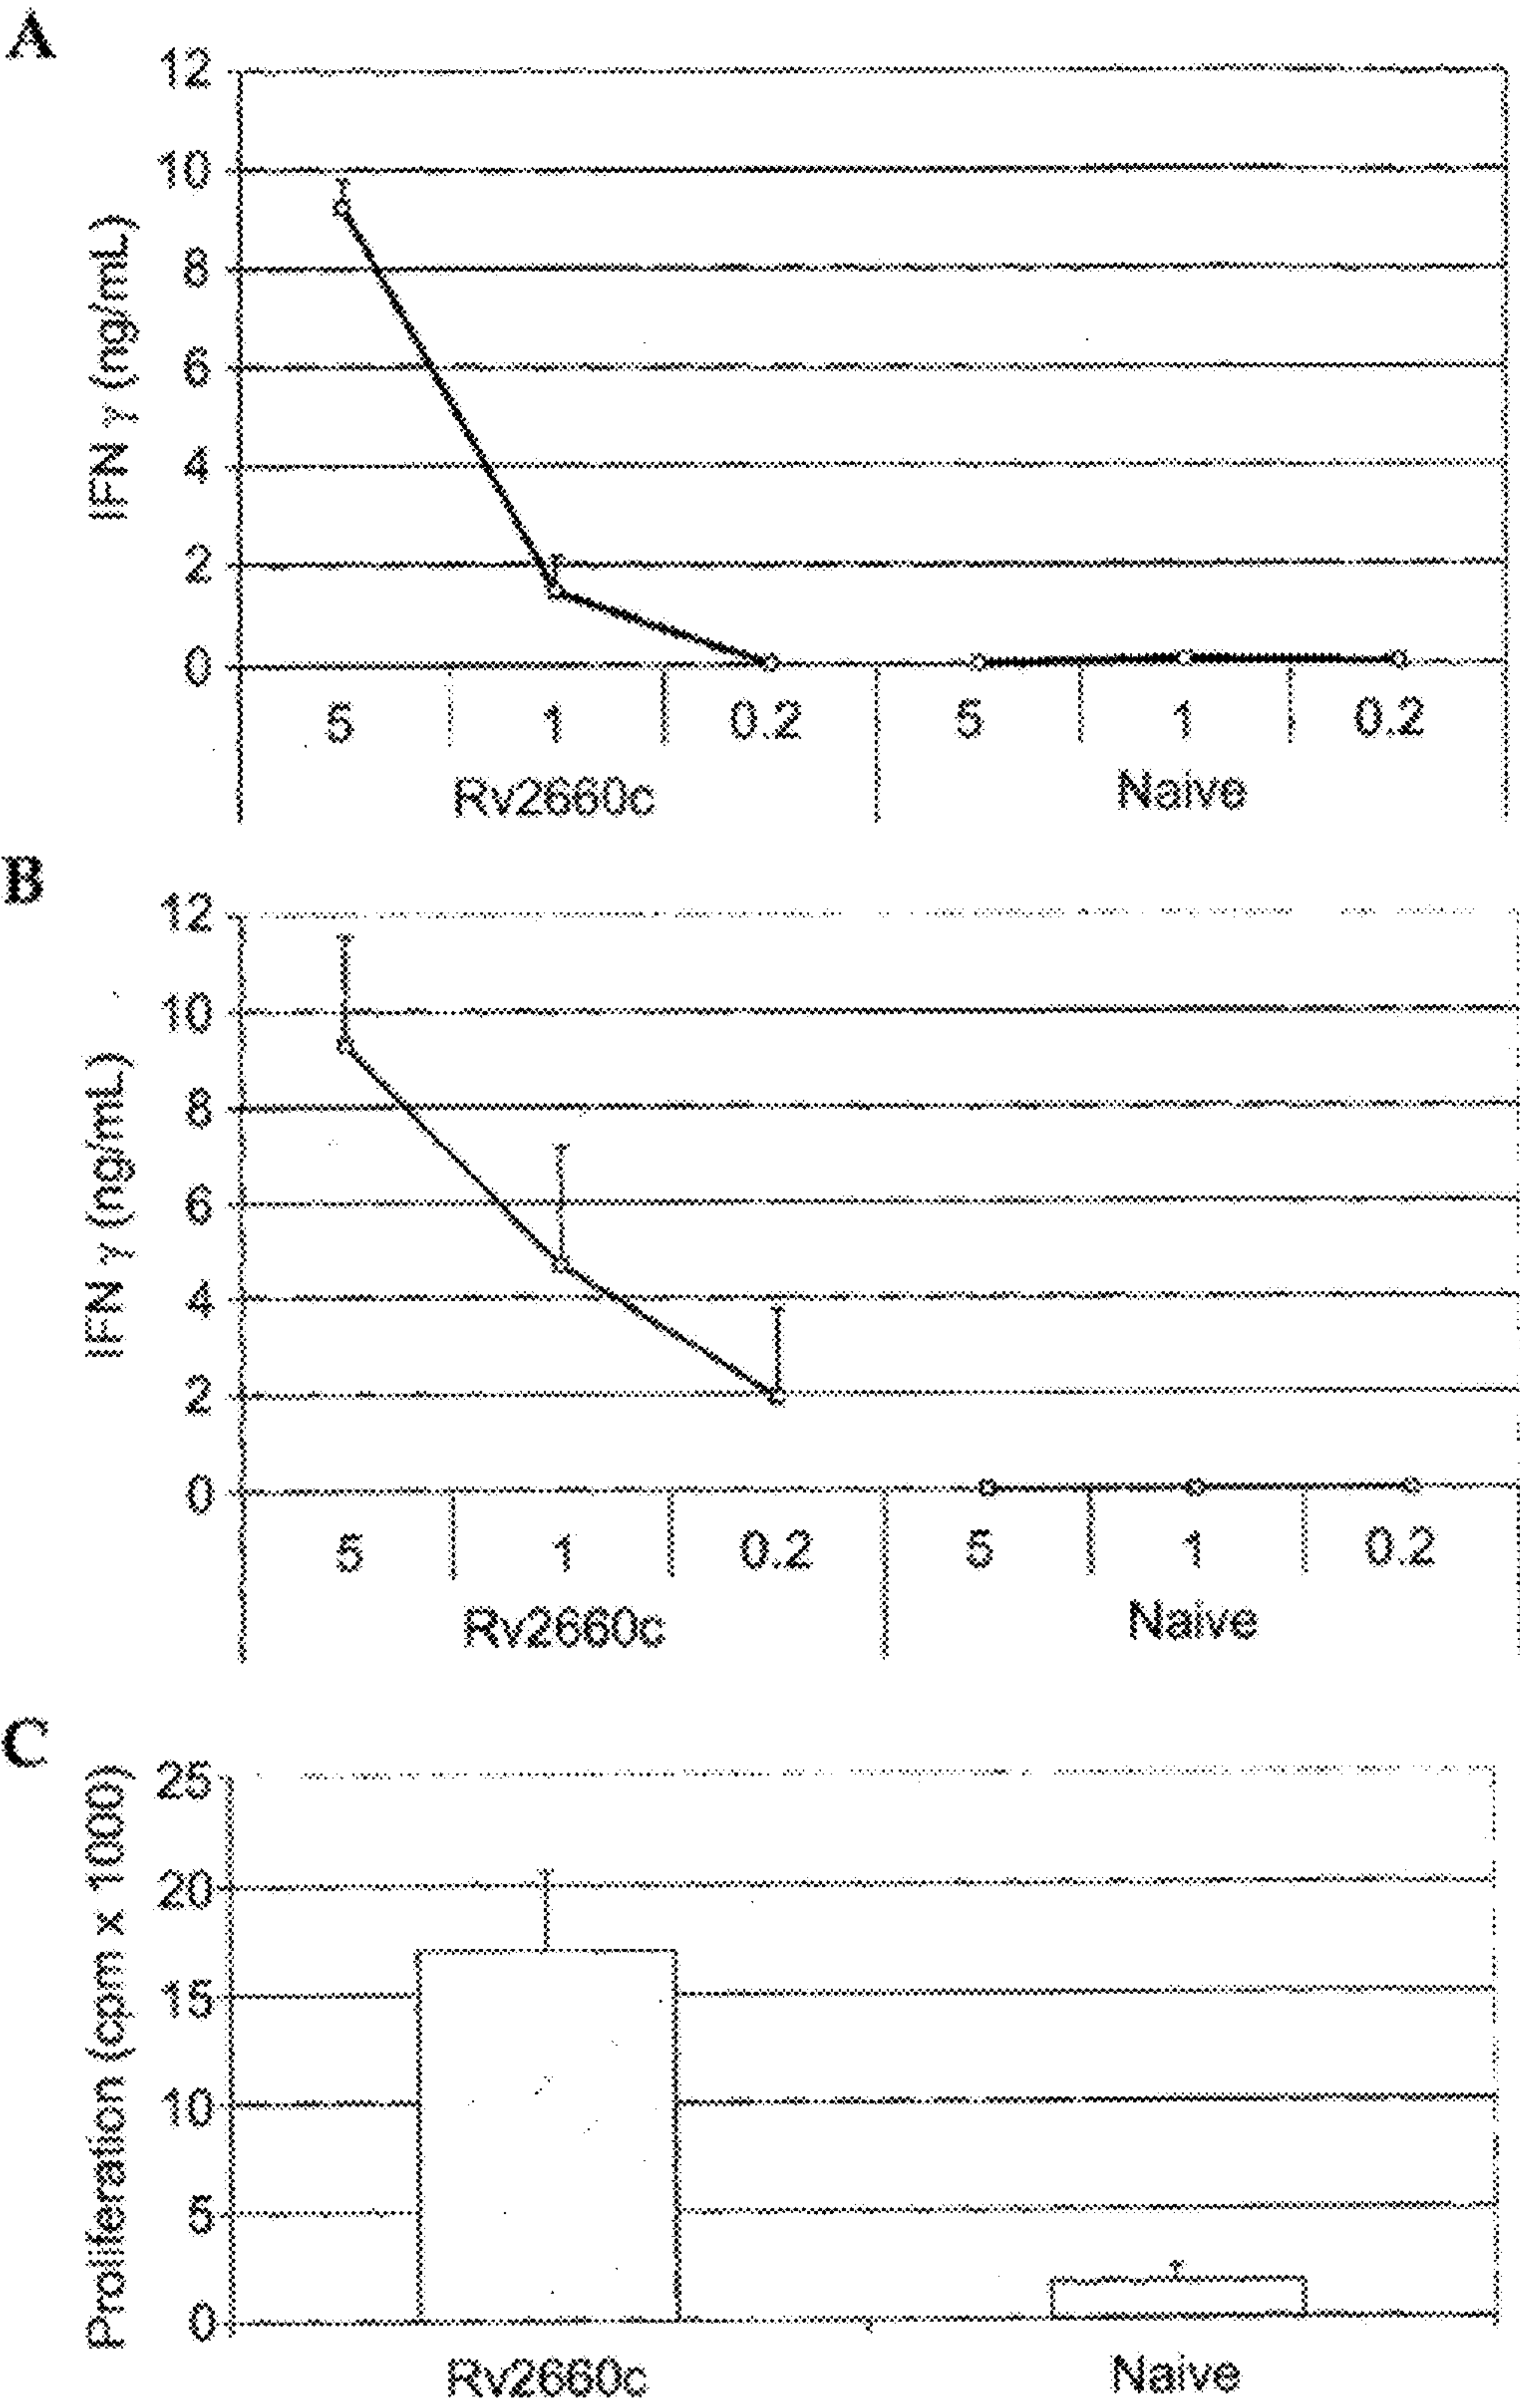 A
12
10
8
6
4
2
0
IFN γ (ng/mL)
5 1 0.2 5 1 0.2
Rv2660c Naive
B
12
10
8
6
4
2
0
IFN γ (ng/mL)
5 1 0.2 5 1 0.2
Rv2660c Naive
C
25
20
15
10
5
0
Proliferation (cpm x 1000)
Rv2660c Naive